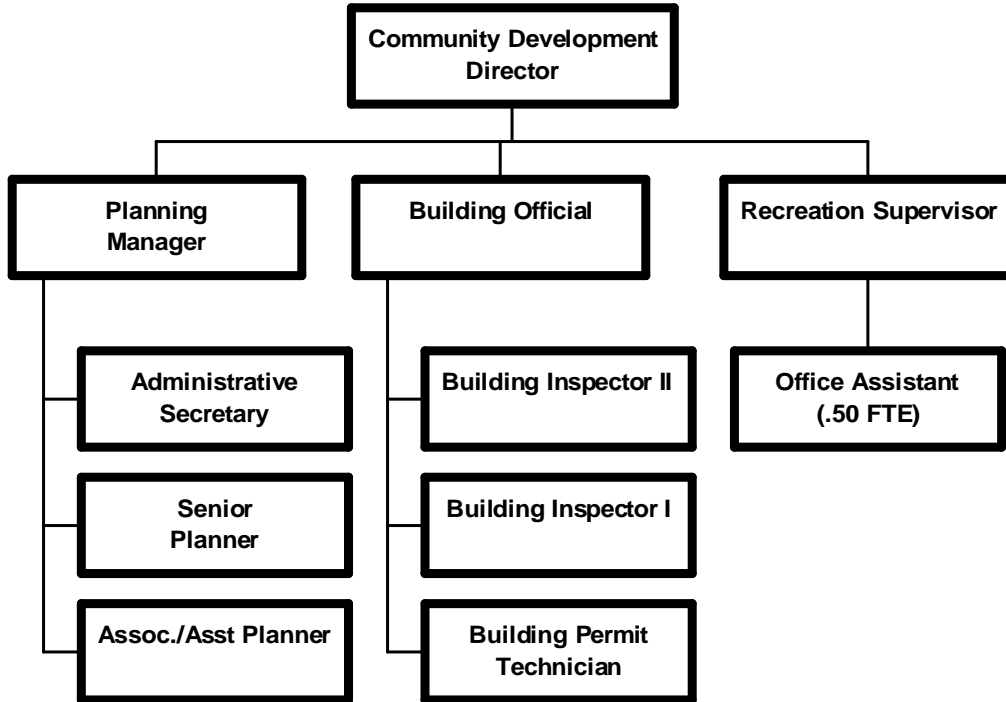 Community Development
Director
Planning
Manager
Building Official
Recreation Supervisor
Administrative
Secretary
Building Inspector II
Office Assistant
(.50 FTE)
Senior
Planner
Building Inspector I
Assoc./Asst Planner
Building Permit
Technician